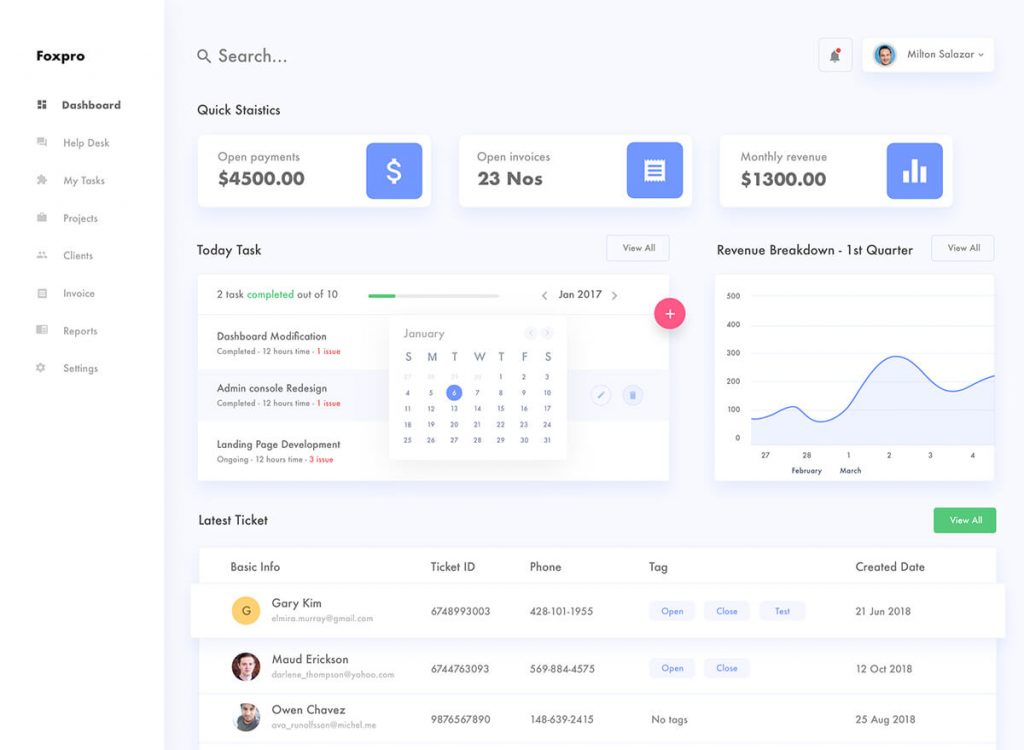 Foxpro
Dashboard
Help Desk
My Tasks
Projects
Clients
Invoice
Reports
Settings
Search...
Milton Salazar
Quick Staistics
Open payments
$4500.00
Open invoices
23 Nos
Monthly revenue
$1300.00
Today Task
View All
2 task completed out of 10
Jan 2017
+
Dashboard Modification
Completed - 12 hours time - 1 issue
Admin console Redesign
Completed - 12 hours time - 1 issue
Landing Page Development
Ongoing - 12 hours time - 3 issue
January
S M T W T F S
27 28 29 30 1 2 3
4 5 6 7 8 9 10
11 12 13 14 15 16 17
18 19 20 21 22 23 24
25 26 27 28 29 30 31
Revenue Breakdown - 1st Quarter
View All
500
400
300
200
100
0
27 28 1 2 3 4
February March
Latest Ticket
View All
Basic Info Ticket ID Phone Tag Created Date
G Gary Kim 6748993003 428-101-1955 Open Close Test 21 Jun 2018
elmira.murray@gmail.com
Maud Erickson 6744763093 569-884-4575 Open Close 12 Oct 2018
darlene_thompson@yohoo.com
Owen Chavez 9876567890 148-639-2415 No tags 25 Aug 2018
ava_runolfsson@michel.me